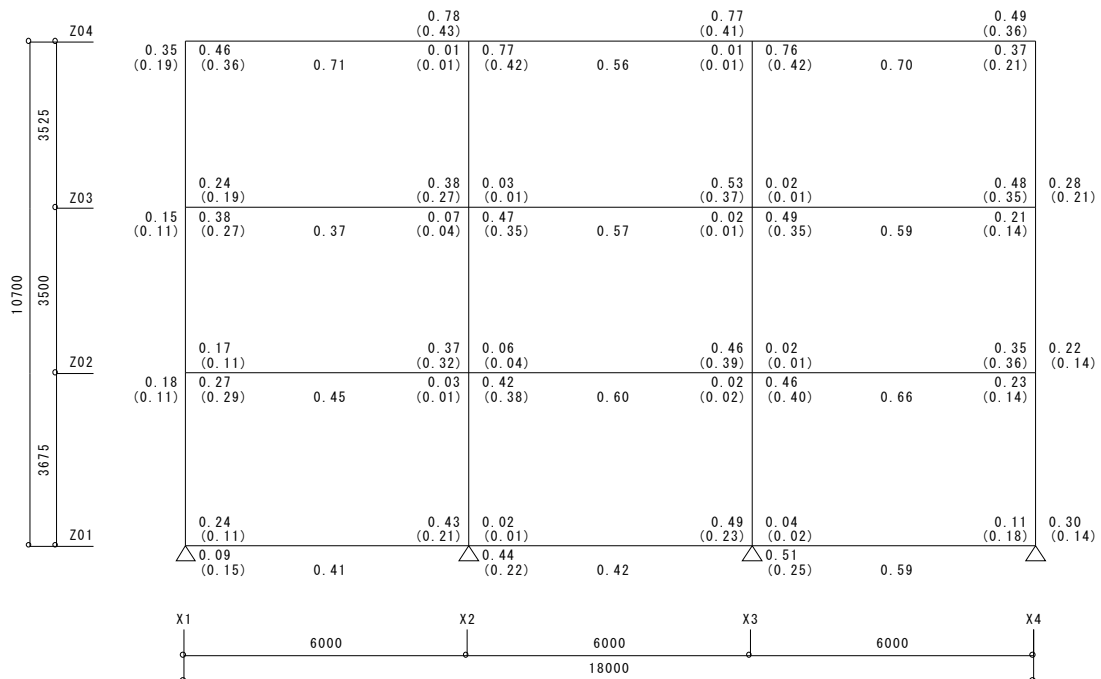 0.78 0.77 0.49
Z04 (0.43) (0.41) (0.36)
0.35 0.46 0.01 0.77 0.01 0.76 0.37
(0.19) (0.36) 0.71 (0.01) (0.42) 0.56 (0.01) (0.42) 0.70 (0.21)
3525
0.24 0.38 0.03 0.53 0.02 0.48 0.28
Z03 (0.19) (0.27) (0.01) (0.37) (0.01) (0.35) (0.21)
0.15 0.38 0.07 0.47 0.02 0.49 0.21
(0.11) (0.27) 0.37 (0.04) (0.35) 0.57 (0.01) (0.35) 0.59 (0.14)
10700 3500
0.17 0.37 0.06 0.46 0.02 0.35 0.22
Z02 (0.11) (0.32) (0.04) (0.39) (0.01) (0.36) (0.14)
0.18 0.27 0.03 0.42 0.02 0.46 0.23
(0.11) (0.29) 0.45 (0.01) (0.38) 0.60 (0.02) (0.40) 0.66 (0.14)
3675
0.24 0.43 0.02 0.49 0.04 0.11 0.30
Z01 (0.11) (0.21) (0.01) (0.23) (0.02) (0.18) (0.14)
0.09 0.44 0.51
(0.15) 0.41 (0.22) 0.42 (0.25) 0.59
X1 X2 X3 X4
6000 6000 6000
18000